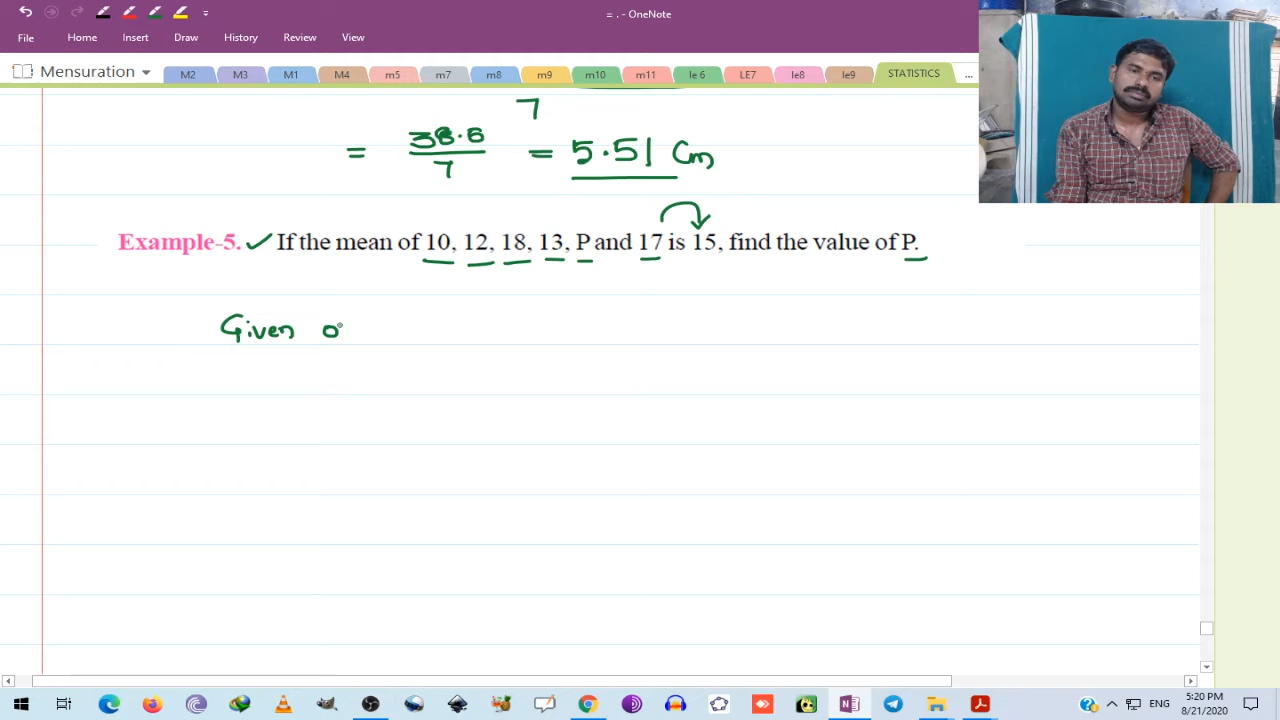 = . - OneNote
File Home Insert Draw History Review View
Mensuration M2 M3 M1 M4 m5 m7 m8 m9 m10 m11 le 6 LE7 le8 le9 STATISTICS ...
7
= 38.6/7 = 5.51 Cm
Example-5. ✓ If the mean of 10, 12, 18, 13, P and 17 is 15, find the value of P.
Given
5:20 PM
ENG
8/21/2020